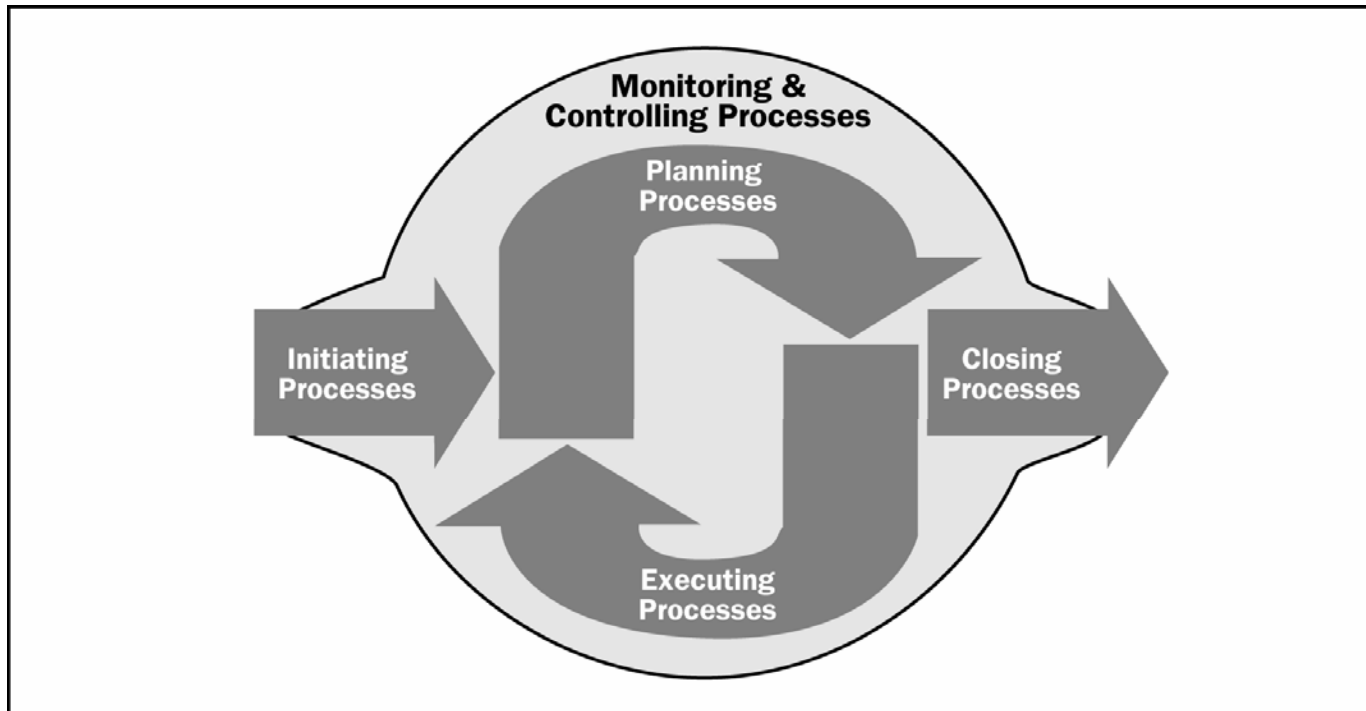 Monitoring &
Controlling Processes
Planning
Processes
Initiating
Processes
Closing
Processes
Executing
Processes